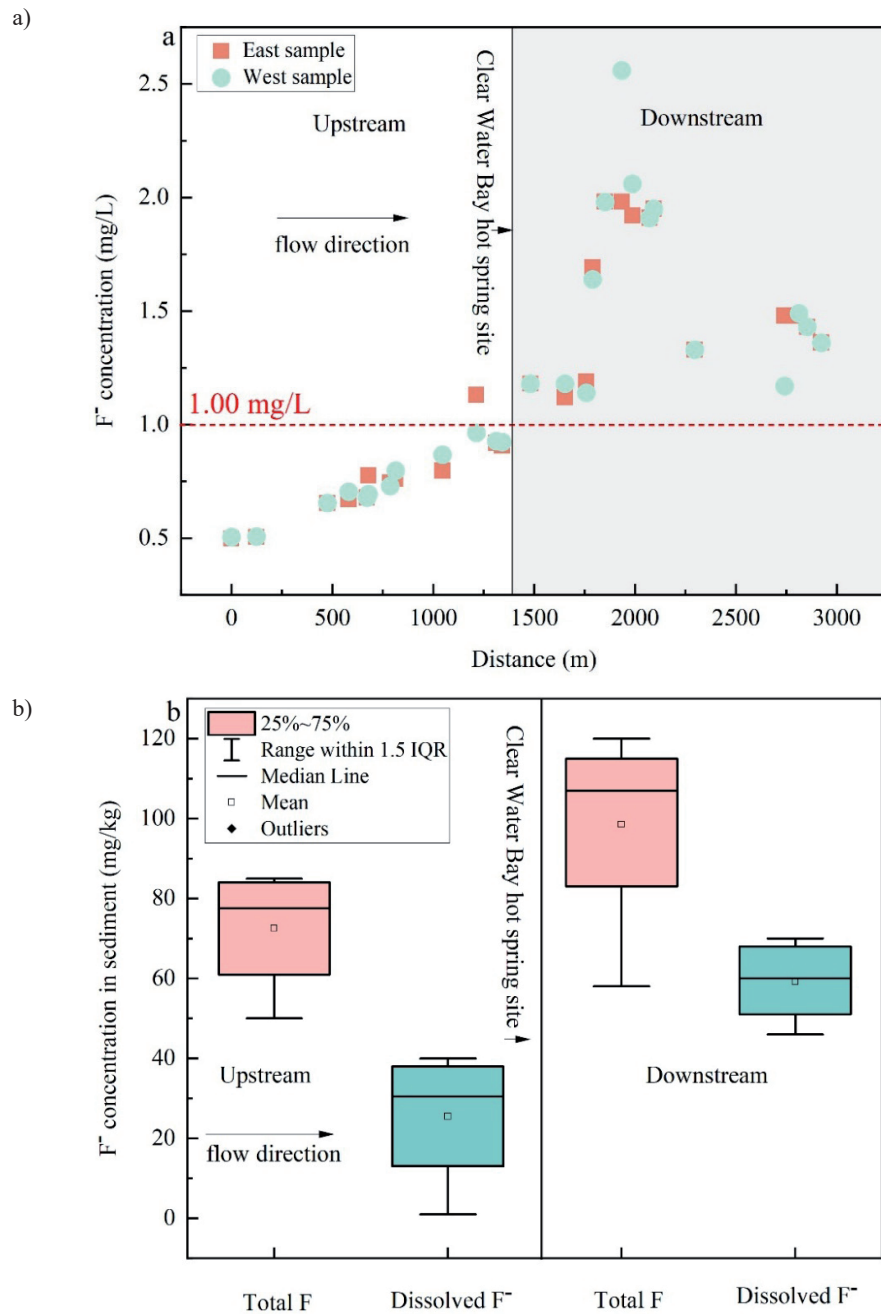 a)
a
East sample
West sample
Upstream
Downstream
flow direction
Clear Water Bay hot spring site
1.00 mg/L
F⁻ concentration (mg/L)
2.5
2.0
1.5
1.0
0.5
0 500 1000 1500 2000 2500 3000
Distance (m)
b)
b
25%~75%
Range within 1.5 IQR
Median Line
Mean
Outliers
Clear Water Bay hot spring site
Upstream
Downstream
flow direction
F⁻ concentration in sediment (mg/kg)
120
100
80
60
40
20
0
Total F Dissolved F⁻ Total F Dissolved F⁻